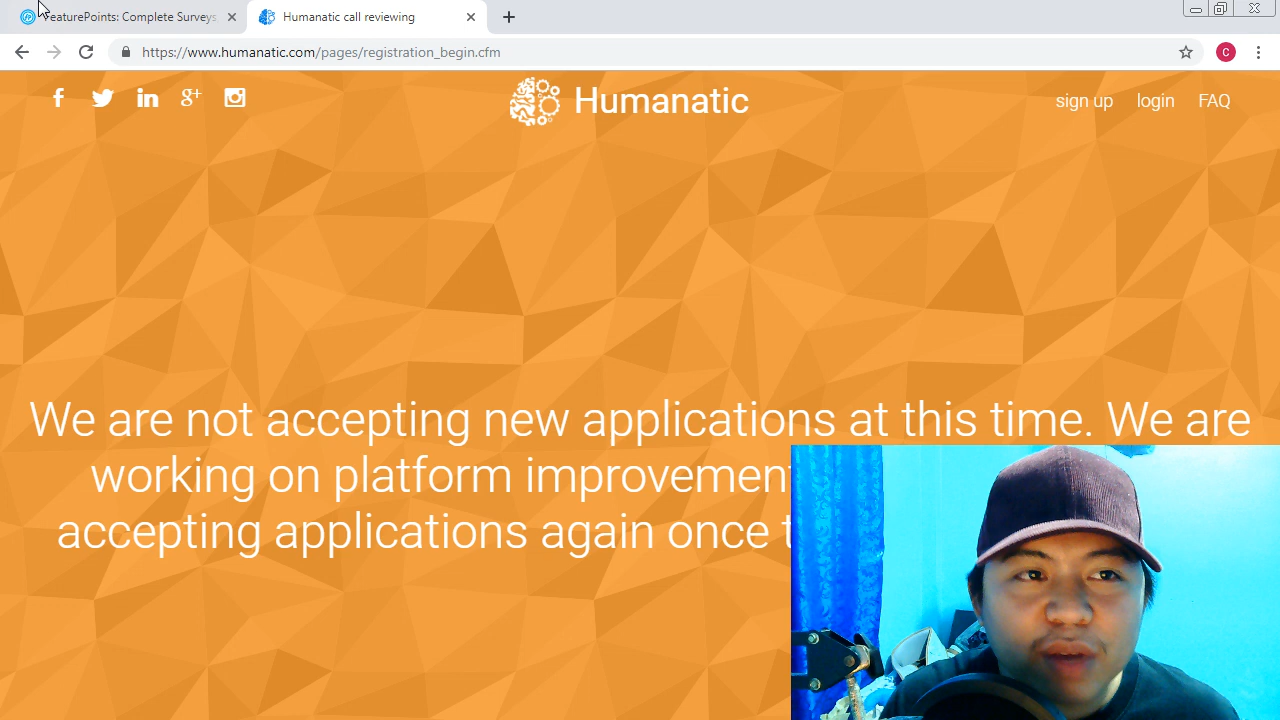 FeaturePoints: Complete Surveys
Humanatic call reviewing
https://www.humanatic.com/pages/registration_begin.cfm
C
f
in
g+
Humanatic
sign up
login
FAQ
We are not accepting new applications at this time. We are
working on platform
accepting applications again once